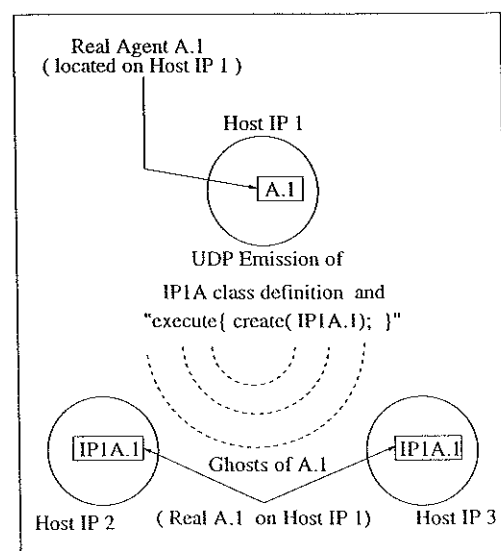 Real Agent A.1
( located on Host IP 1 )
Host IP 1
A.1
UDP Emission of
IP1A class definition and
"execute{ create( IP1A.1); }"
IP1A.1
IP1A.1
Ghosts of A.1
Host IP 2
( Real A.1 on Host IP 1)
Host IP 3